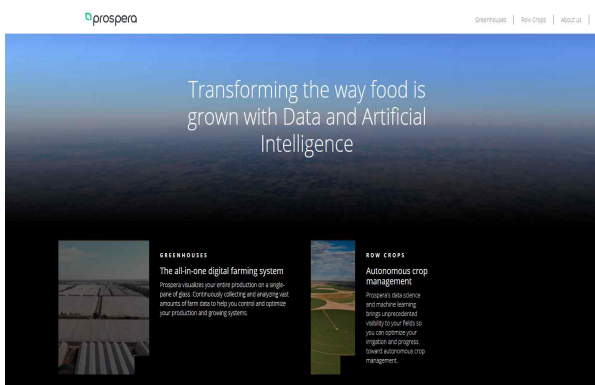 prospera
Greenhouses | Row Crops | About us |
Transforming the way food is
grown with Data and Artificial
Intelligence
GREENHOUSES
The all-in-one digital farming system
Prospera visualizes your entire production on a single-
pane of glass. Continuously collecting and analyzing vast
amounts of farm data to help you control and optimize
your production and growing systems.
ROW CROPS
Autonomous crop
management
Prospera's data science
and machine learning
brings unprecedented
visibility to your fields so
you can optimize your
irrigation and progress
toward autonomous crop
management.